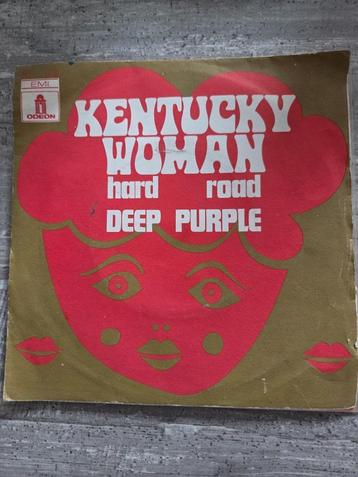 EMI
ODEON
KENTUCKY
WOMAN
hard road
DEEP PURPLE